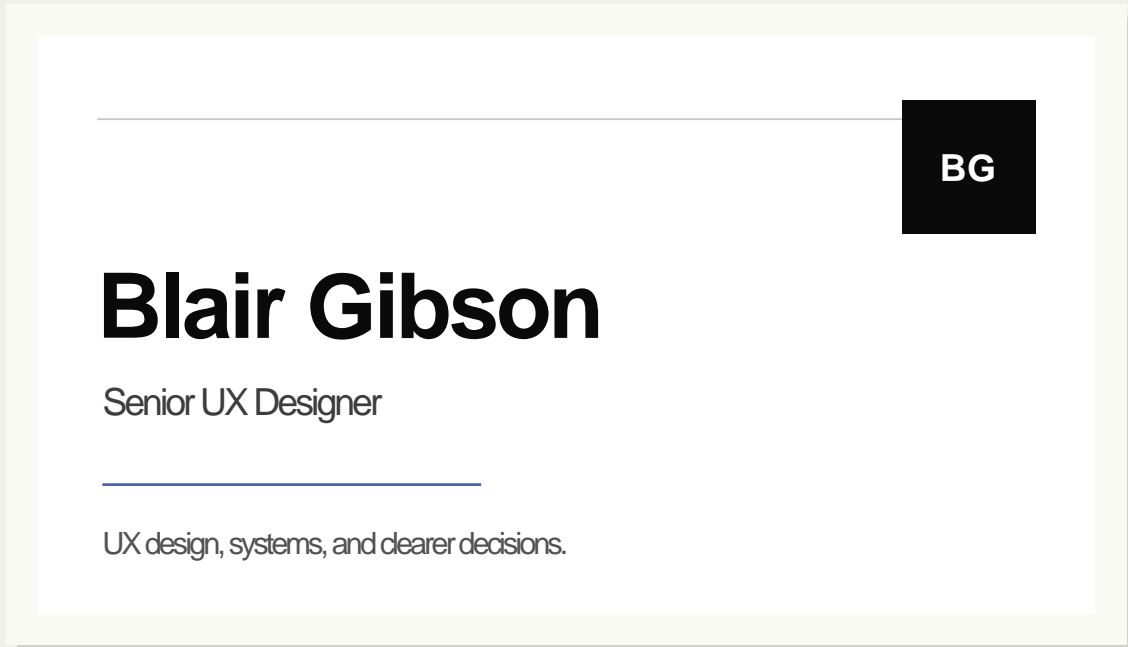 BG
Blair Gibson
Senior UX Designer
UX design, systems, and clearer decisions.